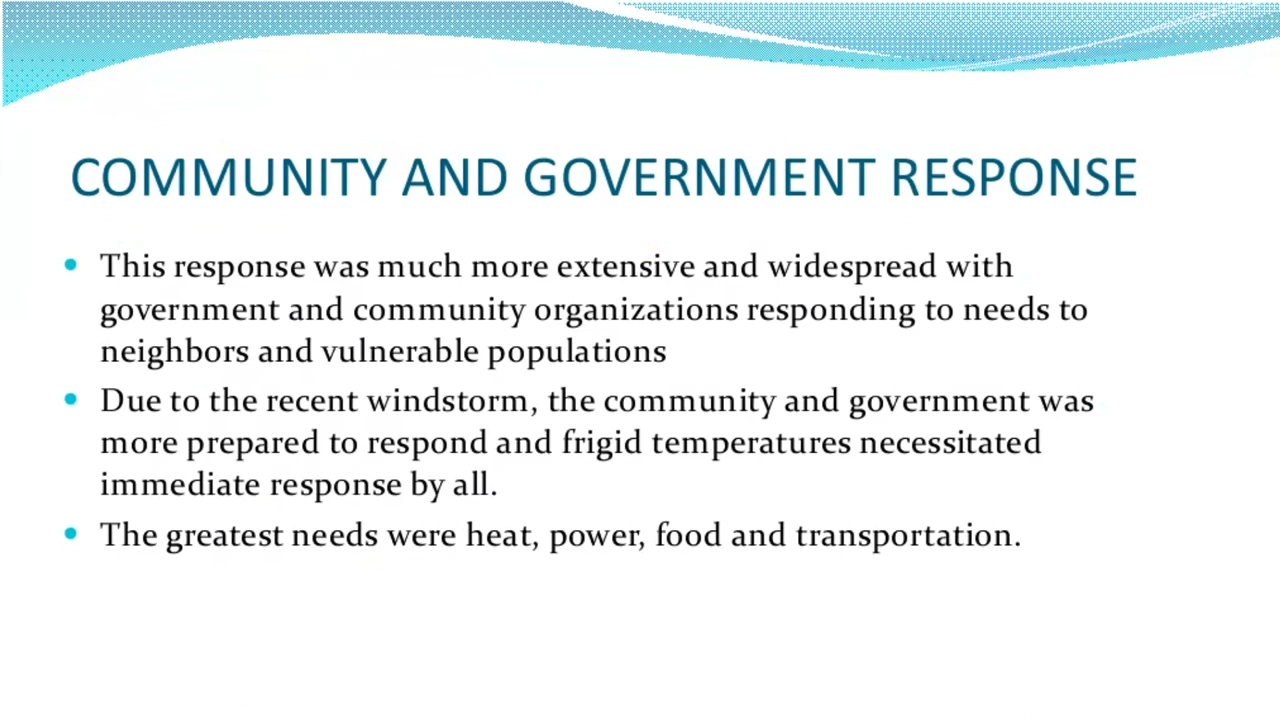 COMMUNITY AND GOVERNMENT RESPONSE
• This response was much more extensive and widespread with
government and community organizations responding to needs to
neighbors and vulnerable populations
• Due to the recent windstorm, the community and government was
more prepared to respond and frigid temperatures necessitated
immediate response by all.
• The greatest needs were heat, power, food and transportation.